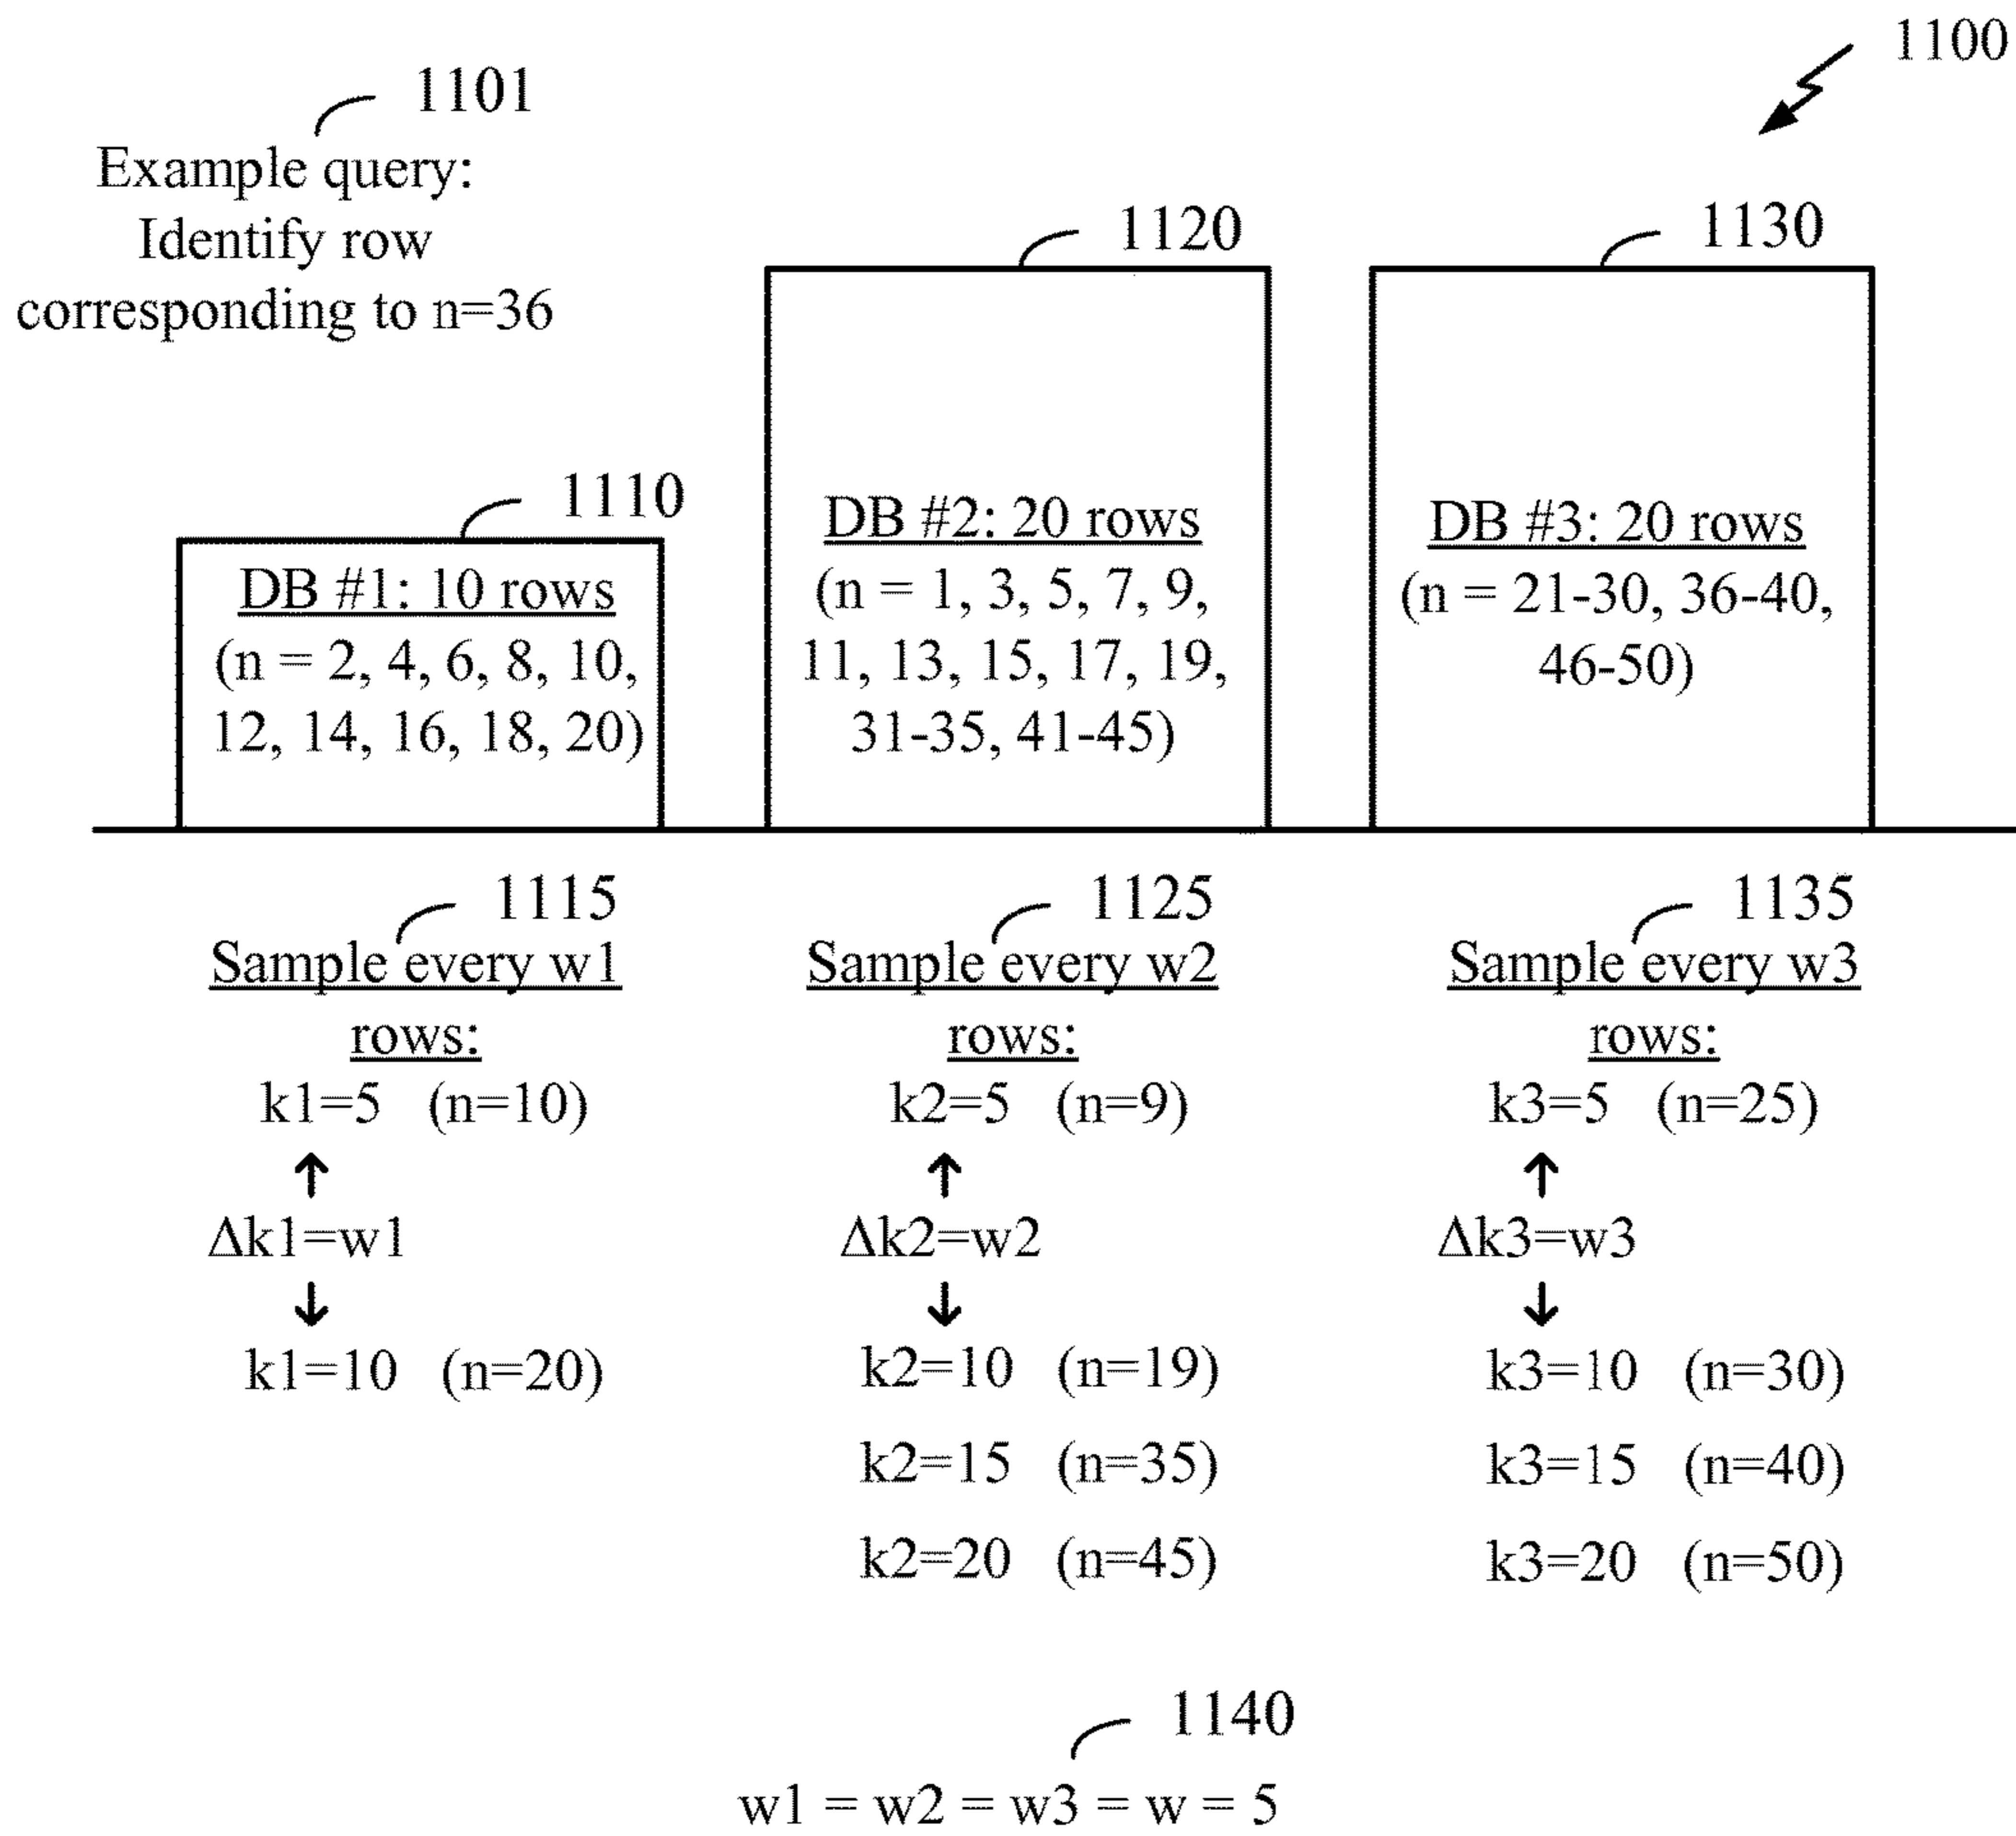 1100
1101
Example query:
Identify row
corresponding to n=36
1110
DB #1: 10 rows
(n = 2, 4, 6, 8, 10,
12, 14, 16, 18, 20)
1120
DB #2: 20 rows
(n = 1, 3, 5, 7, 9,
11, 13, 15, 17, 19,
31-35, 41-45)
1130
DB #3: 20 rows
(n = 21-30, 36-40,
46-50)
1115
Sample every w1
rows:
k1=5 (n=10)
↑
Δk1=w1
↓
k1=10 (n=20)
1125
Sample every w2
rows:
k2=5 (n=9)
↑
Δk2=w2
↓
k2=10 (n=19)
k2=15 (n=35)
k2=20 (n=45)
1135
Sample every w3
rows:
k3=5 (n=25)
↑
Δk3=w3
↓
k3=10 (n=30)
k3=15 (n=40)
k3=20 (n=50)
1140
w1 = w2 = w3 = w = 5